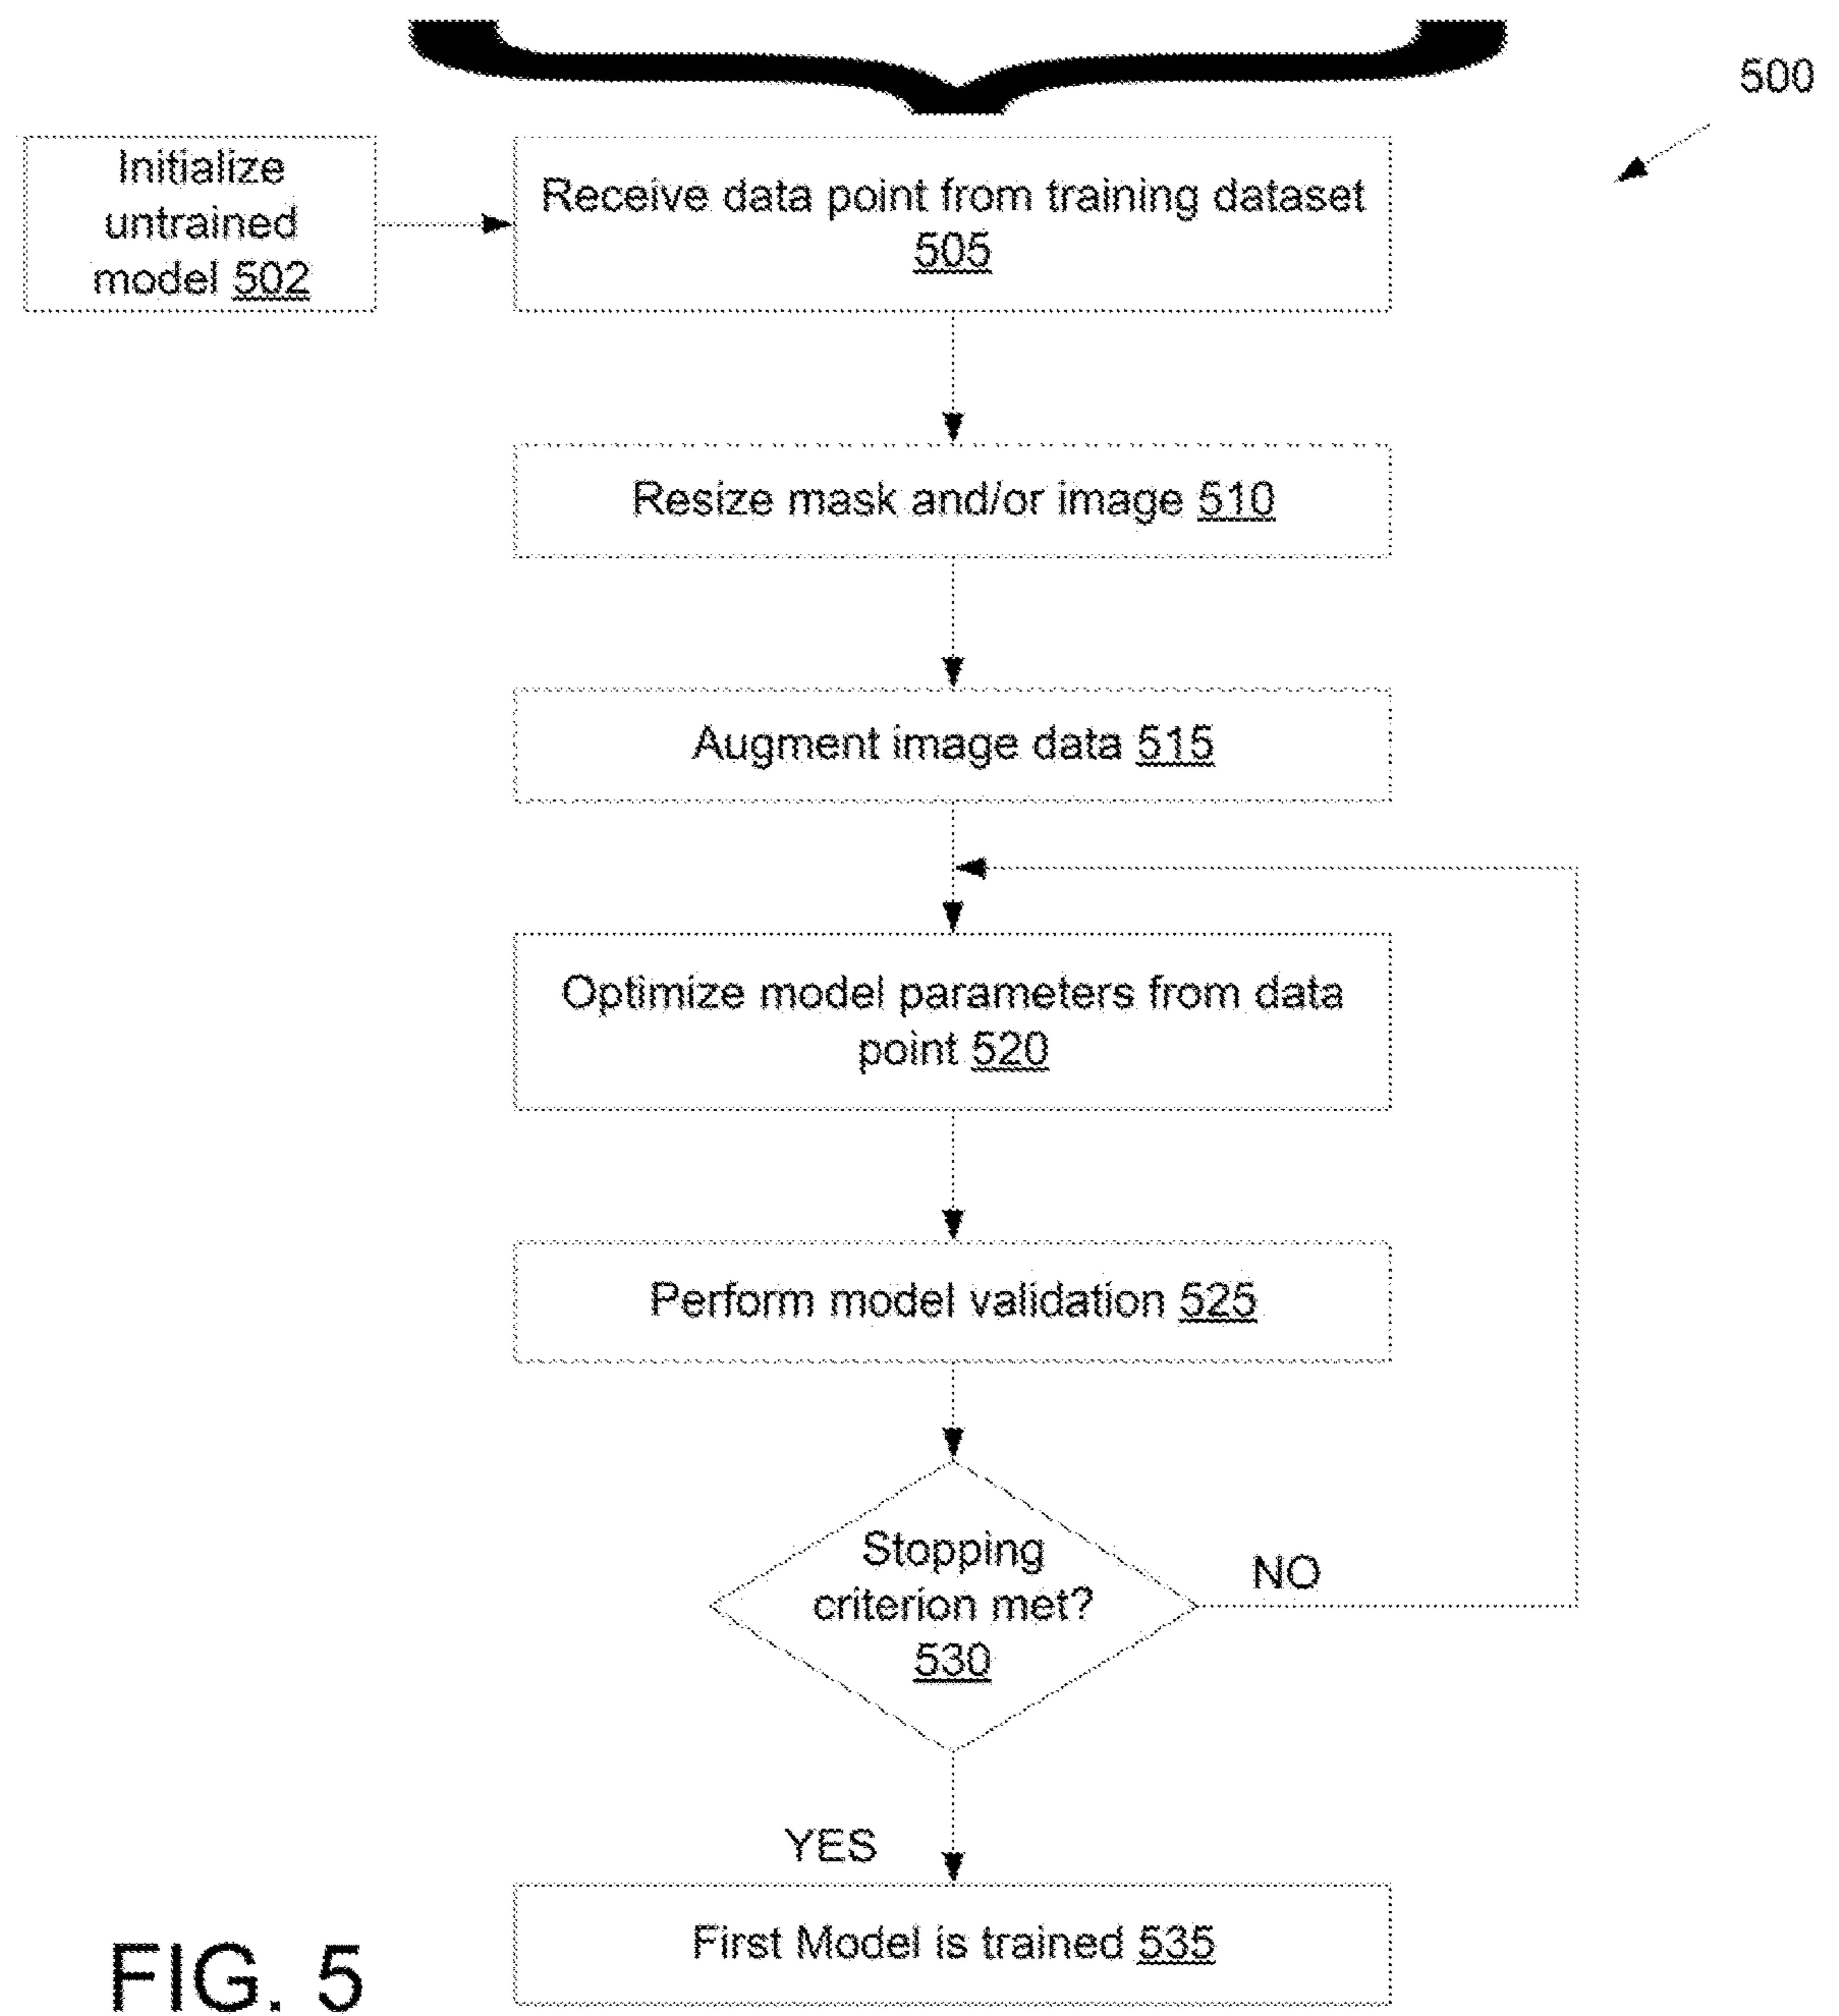 500
Initialize
untrained
model 502
Receive data point from training dataset
505
Resize mask and/or image 510
Augment image data 515
Optimize model parameters from data
point 520
Perform model validation 525
Stopping
criterion met?
530
NO
YES
First Model is trained 535
FIG. 5